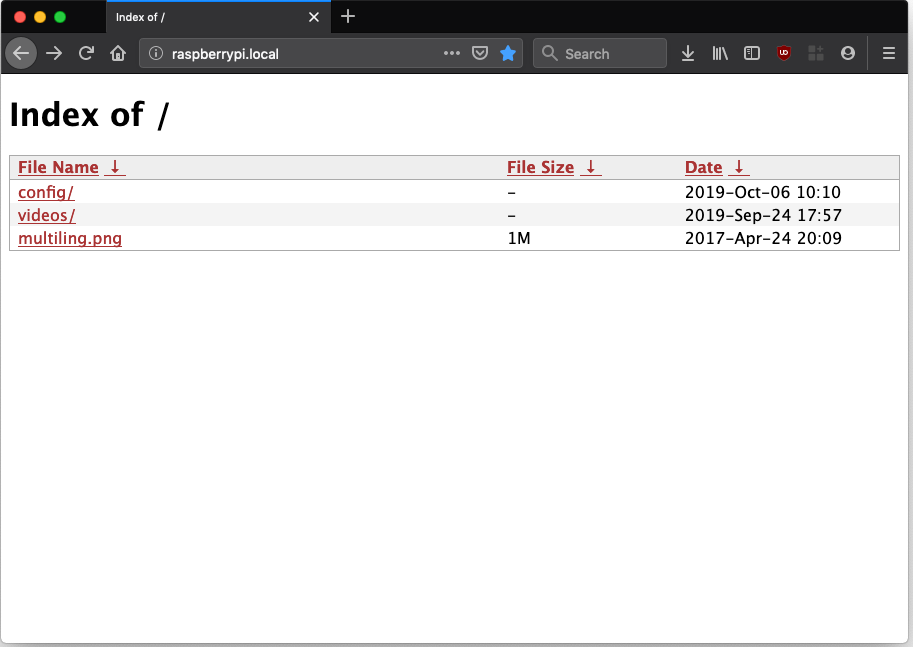 Index of /
raspberrypi.local
Search
Index of /
File Name ↓ File Size ↓ Date ↓
config/ – 2019-Oct-06 10:10
videos/ – 2019-Sep-24 17:57
multiling.png 1M 2017-Apr-24 20:09